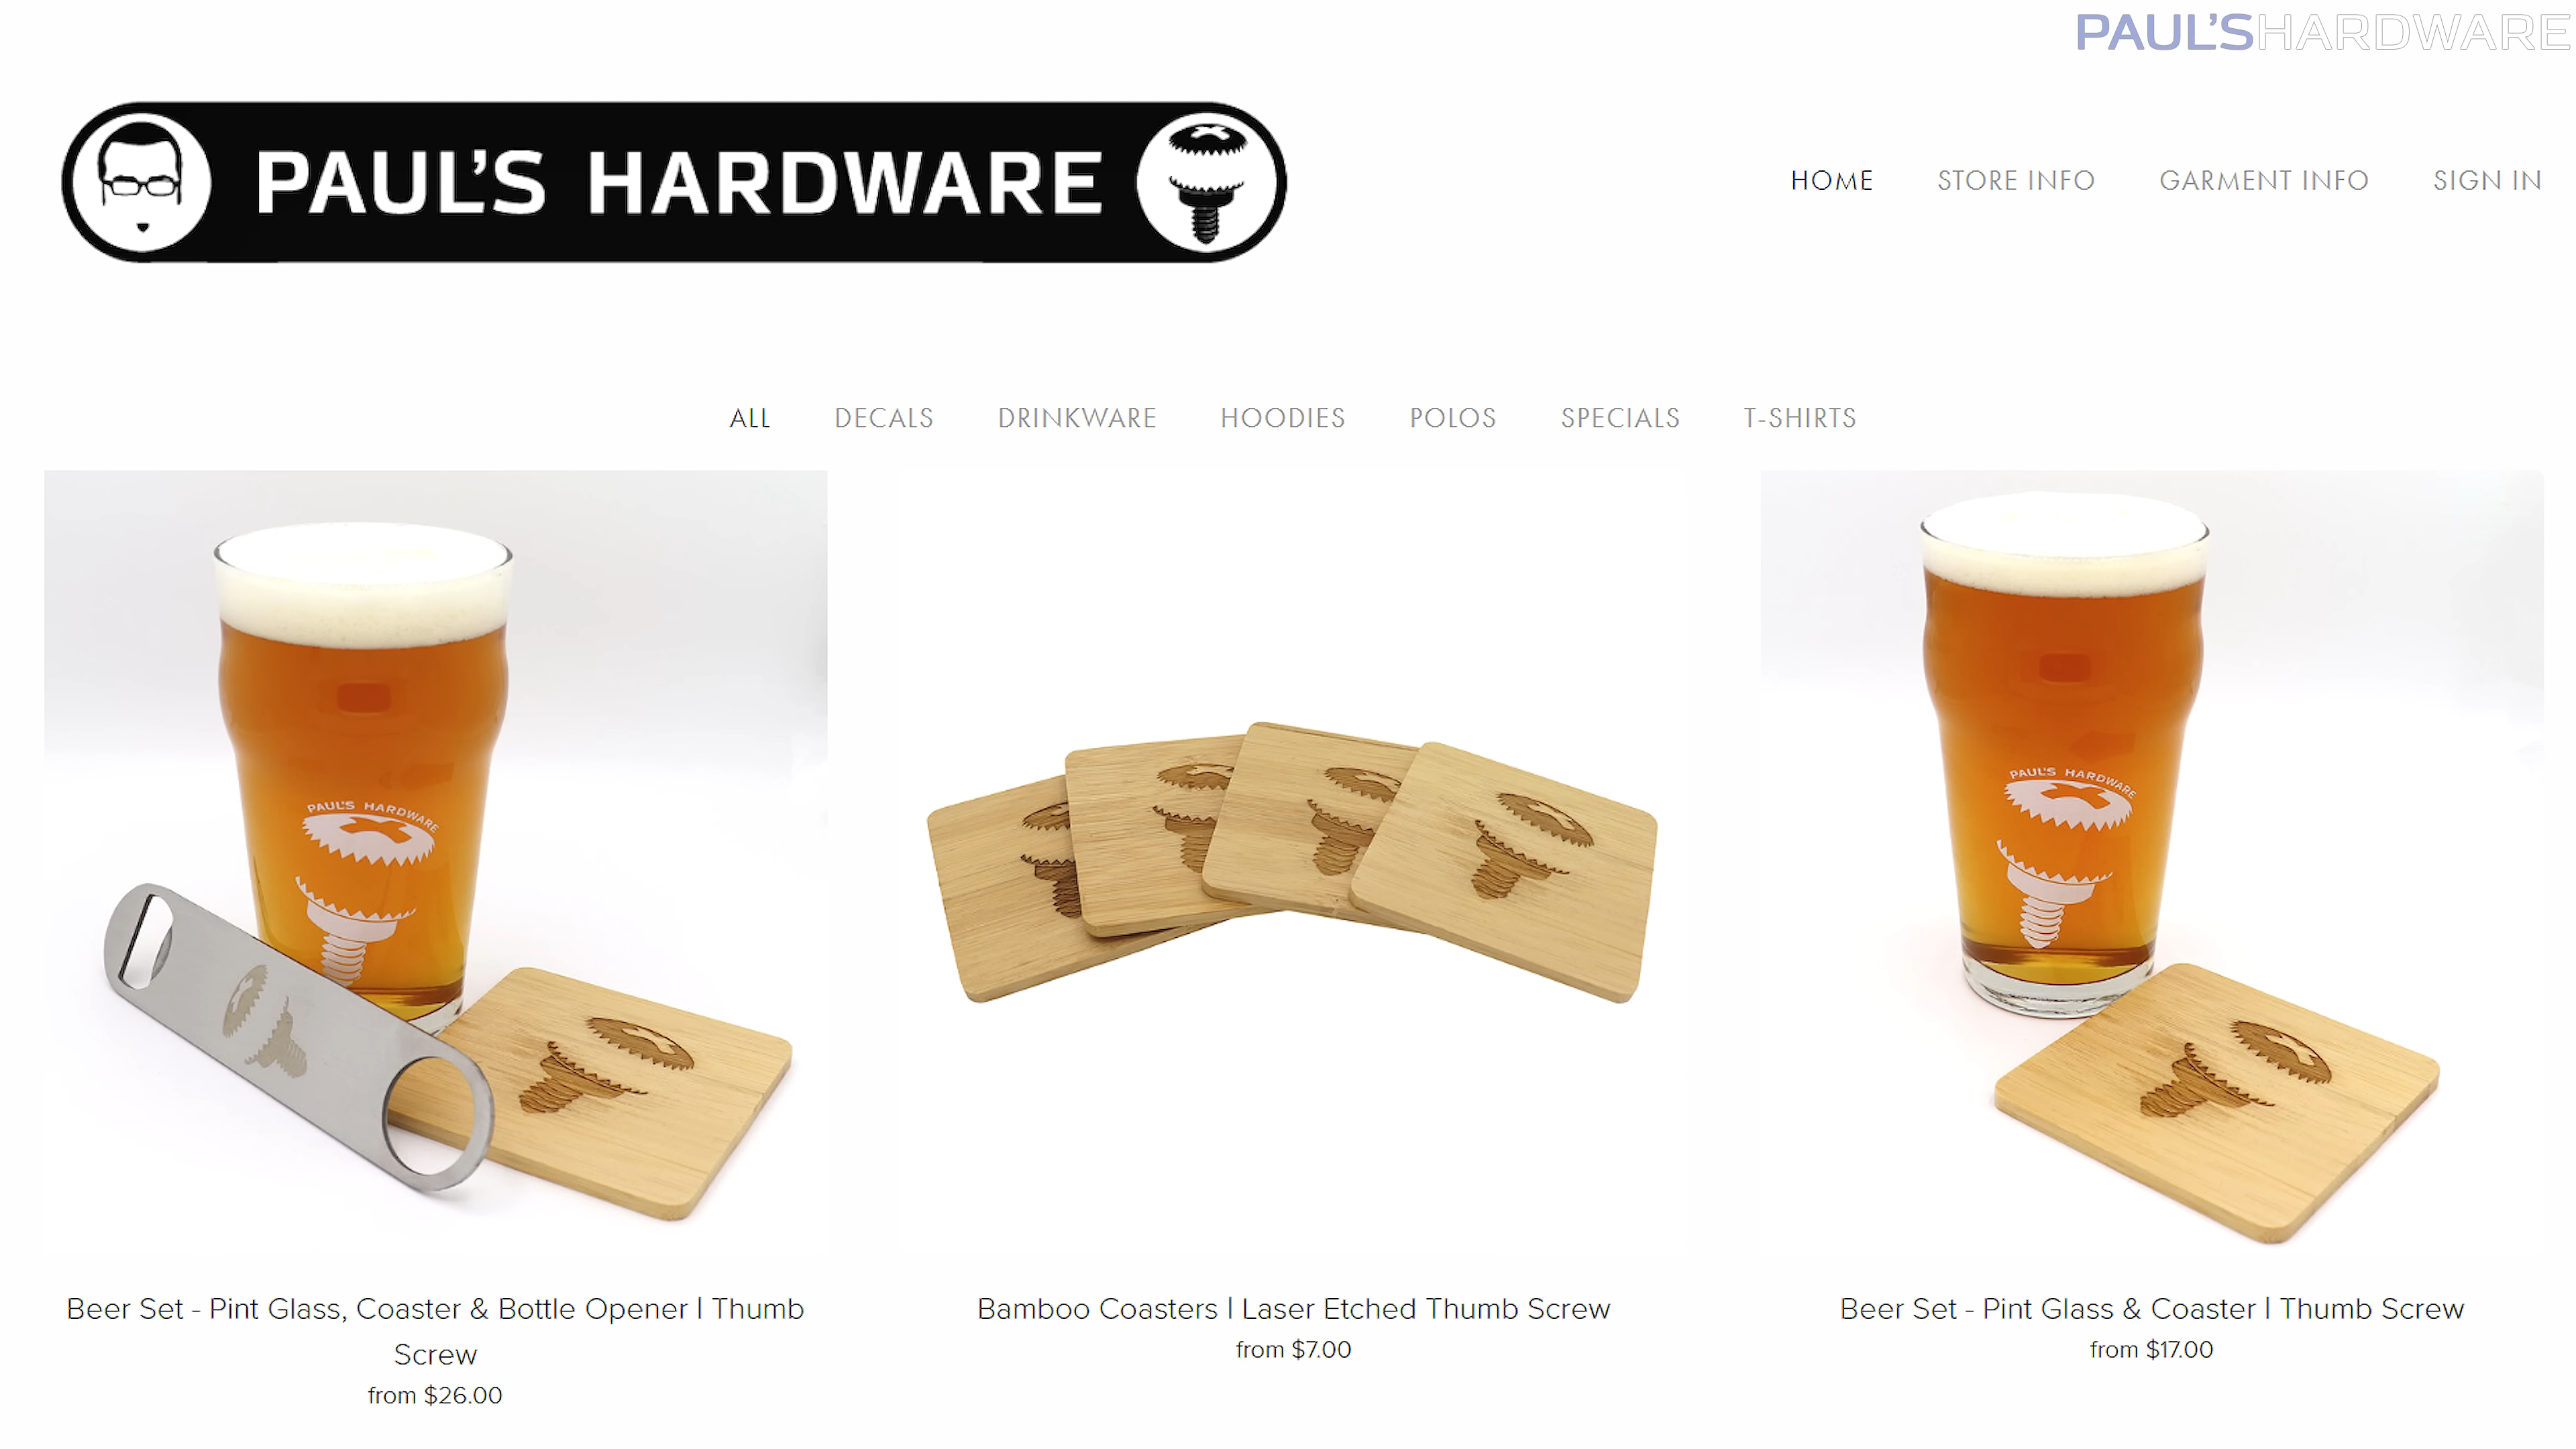 PAUL'SHARDWARE
PAUL'S HARDWARE
HOME STORE INFO GARMENT INFO SIGN IN
ALL DECALS DRINKWARE HOODIES POLOS SPECIALS T-SHIRTS
PAUL'S HARDWARE
PAUL'S HARDWARE
Beer Set - Pint Glass, Coaster & Bottle Opener | Thumb
Screw
from $26.00
Bamboo Coasters | Laser Etched Thumb Screw
from $7.00
Beer Set - Pint Glass & Coaster | Thumb Screw
from $17.00